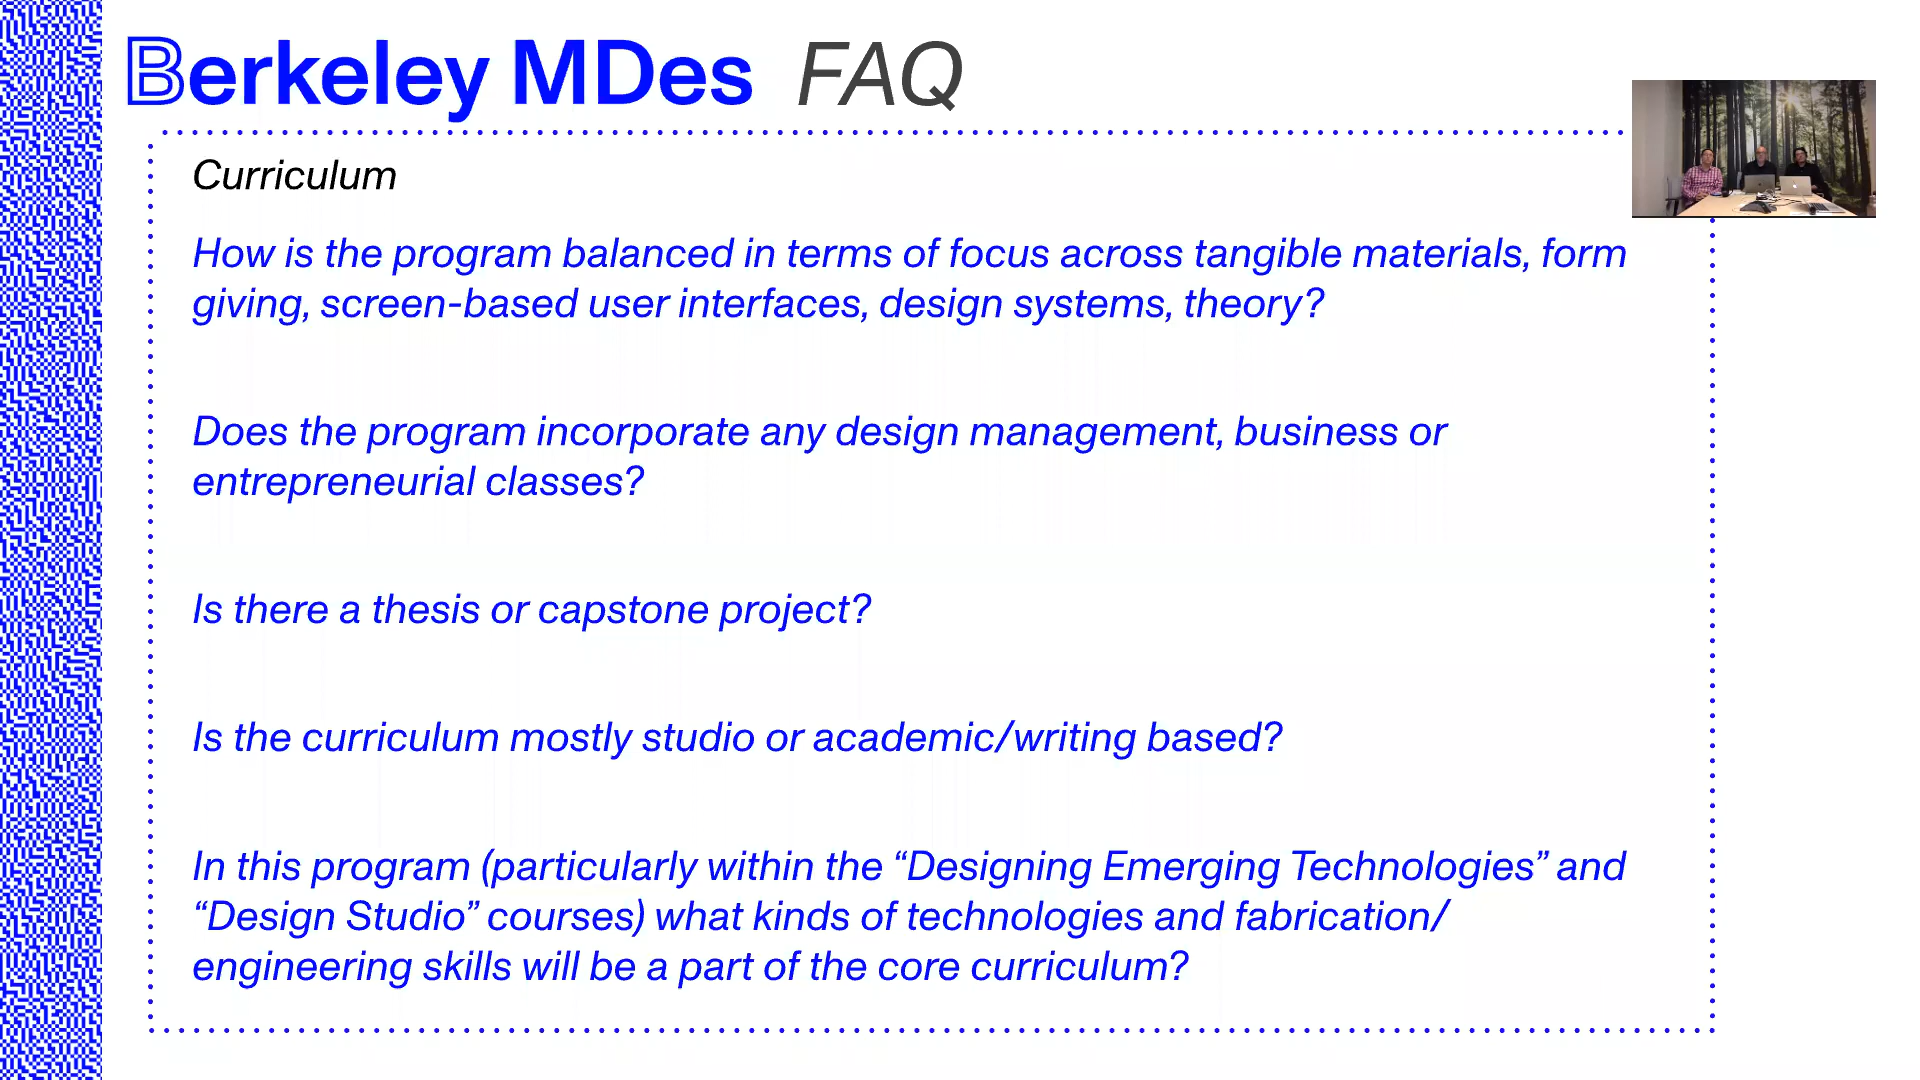 Berkeley MDes FAQ
Curriculum
How is the program balanced in terms of focus across tangible materials, form
giving, screen-based user interfaces, design systems, theory?
Does the program incorporate any design management, business or
entrepreneurial classes?
Is there a thesis or capstone project?
Is the curriculum mostly studio or academic/writing based?
In this program (particularly within the “Designing Emerging Technologies” and
“Design Studio” courses) what kinds of technologies and fabrication/
engineering skills will be a part of the core curriculum?